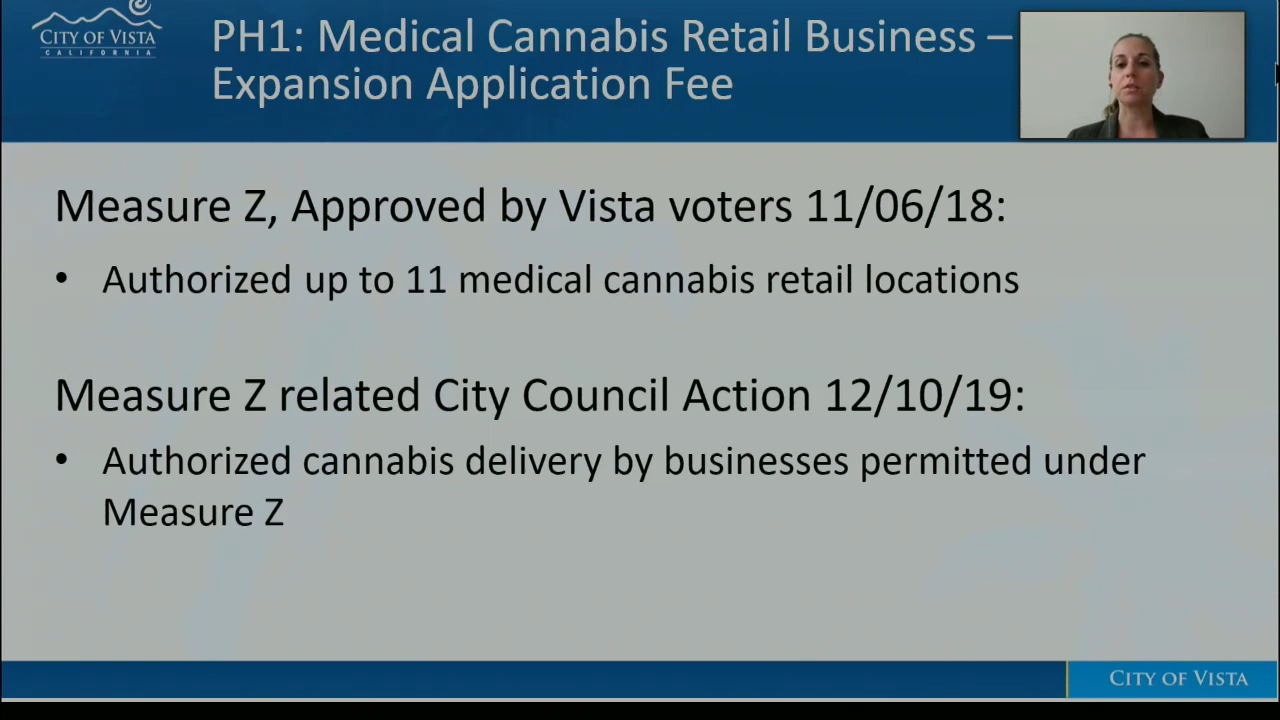 CITY OF VISTA
CALIFORNIA
PH1: Medical Cannabis Retail Business –
Expansion Application Fee
Measure Z, Approved by Vista voters 11/06/18:
• Authorized up to 11 medical cannabis retail locations
Measure Z related City Council Action 12/10/19:
• Authorized cannabis delivery by businesses permitted under
Measure Z
CITY OF VISTA